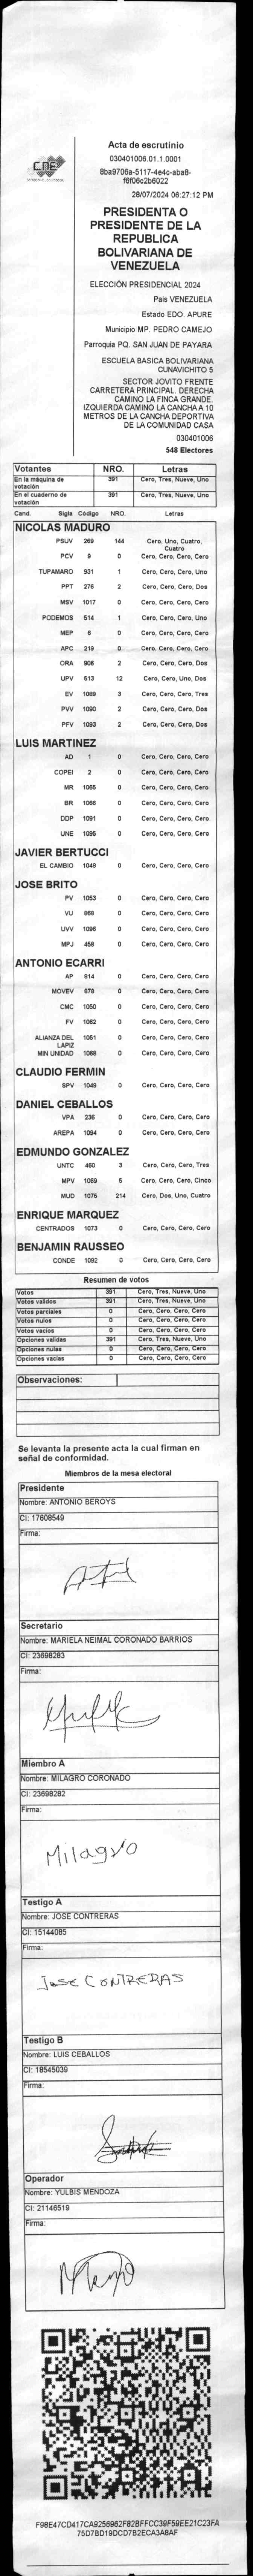 CNE
Acta de escrutinio
030401006.01.1.0001
8ba9706a-5117-4e4c-aba8-
f6f06c2b6022
28/07/2024 06:27:12 PM
PRESIDENTA O
PRESIDENTE DE LA
REPUBLICA
BOLIVARIANA DE
VENEZUELA
ELECCIÓN PRESIDENCIAL 2024
País VENEZUELA
Estado EDO. APURE
Municipio MP. PEDRO CAMEJO
Parroquia PQ. SAN JUAN DE PAYARA
ESCUELA BASICA BOLIVARIANA
CUNAVICHITO 5
SECTOR JOVITO FRENTE
CARRETERA PRINCIPAL. DERECHA
CAMINO LA FINCA GRANDE.
IZQUIERDA CAMINO LA CANCHA A 10
METROS DE LA CANCHA DEPORTIVA
DE LA COMUNIDAD CASA
030401006
548 Electores
Votantes NRO. Letras
En la máquina de votación 391 Cero, Tres, Nueve, Uno
En el cuaderno de votación 391 Cero, Tres, Nueve, Uno
Cand. Sigla Código NRO. Letras
NICOLAS MADURO
PSUV 269 144 Cero, Uno, Cuatro, Cuatro
PCV 9 0 Cero, Cero, Cero, Cero
TUPAMARO 931 1 Cero, Cero, Cero, Uno
PPT 276 2 Cero, Cero, Cero, Dos
MSV 1017 0 Cero, Cero, Cero, Cero
PODEMOS 514 1 Cero, Cero, Cero, Uno
MEP 6 0 Cero, Cero, Cero, Cero
APC 219 0 Cero, Cero, Cero, Cero
ORA 906 2 Cero, Cero, Cero, Dos
UPV 513 12 Cero, Cero, Uno, Dos
EV 1089 3 Cero, Cero, Cero, Tres
PVV 1090 2 Cero, Cero, Cero, Dos
PFV 1093 2 Cero, Cero, Cero, Dos
LUIS MARTINEZ
AD 1 0 Cero, Cero, Cero, Cero
COPEI 2 0 Cero, Cero, Cero, Cero
MR 1065 0 Cero, Cero, Cero, Cero
BR 1066 0 Cero, Cero, Cero, Cero
DDP 1091 0 Cero, Cero, Cero, Cero
UNE 1095 0 Cero, Cero, Cero, Cero
JAVIER BERTUCCI
EL CAMBIO 1048 0 Cero, Cero, Cero, Cero
JOSE BRITO
PV 1053 0 Cero, Cero, Cero, Cero
VU 868 0 Cero, Cero, Cero, Cero
UVV 1096 0 Cero, Cero, Cero, Cero
MPJ 458 0 Cero, Cero, Cero, Cero
ANTONIO ECARRI
AP 914 0 Cero, Cero, Cero, Cero
MOVEV 876 0 Cero, Cero, Cero, Cero
CMC 1050 0 Cero, Cero, Cero, Cero
FV 1062 0 Cero, Cero, Cero, Cero
ALIANZA DEL LAPIZ 1051 0 Cero, Cero, Cero, Cero
MIN UNIDAD 1068 0 Cero, Cero, Cero, Cero
CLAUDIO FERMIN
SPV 1049 0 Cero, Cero, Cero, Cero
DANIEL CEBALLOS
VPA 236 0 Cero, Cero, Cero, Cero
AREPA 1094 0 Cero, Cero, Cero, Cero
EDMUNDO GONZALEZ
UNTC 460 3 Cero, Cero, Cero, Tres
MPV 1069 5 Cero, Cero, Cero, Cinco
MUD 1075 214 Cero, Dos, Uno, Cuatro
ENRIQUE MARQUEZ
CENTRADOS 1073 0 Cero, Cero, Cero, Cero
BENJAMIN RAUSSEO
CONDE 1092 0 Cero, Cero, Cero, Cero
Resumen de votos
Votos 391 Cero, Tres, Nueve, Uno
Votos validos 391 Cero, Tres, Nueve, Uno
Votos parciales 0 Cero, Cero, Cero, Cero
Votos nulos 0 Cero, Cero, Cero, Cero
Votos vacios 0 Cero, Cero, Cero, Cero
Opciones validas 391 Cero, Tres, Nueve, Uno
Opciones nulas 0 Cero, Cero, Cero, Cero
Opciones vacias 0 Cero, Cero, Cero, Cero
Observaciones:
Se levanta la presente acta la cual firman en
señal de conformidad.
Miembros de la mesa electoral
Presidente
Nombre: ANTONIO BEROYS
CI: 17608549
Firma:
Secretario
Nombre: MARIELA NEIMAL CORONADO BARRIOS
CI: 23698283
Firma:
Miembro A
Nombre: MILAGRO CORONADO
CI: 23698282
Firma:
Milagro
Testigo A
Nombre: JOSE CONTRERAS
CI: 15144085
Firma:
JOSE CONTRERAS
Testigo B
Nombre: LUIS CEBALLOS
CI: 18545039
Firma:
Operador
Nombre: YULBIS MENDOZA
CI: 21146519
Firma:
F98E47CD417CA9256962F82BFFCC39F59EE21C23FA
75D7BD19DCD7B2ECA3A8AF